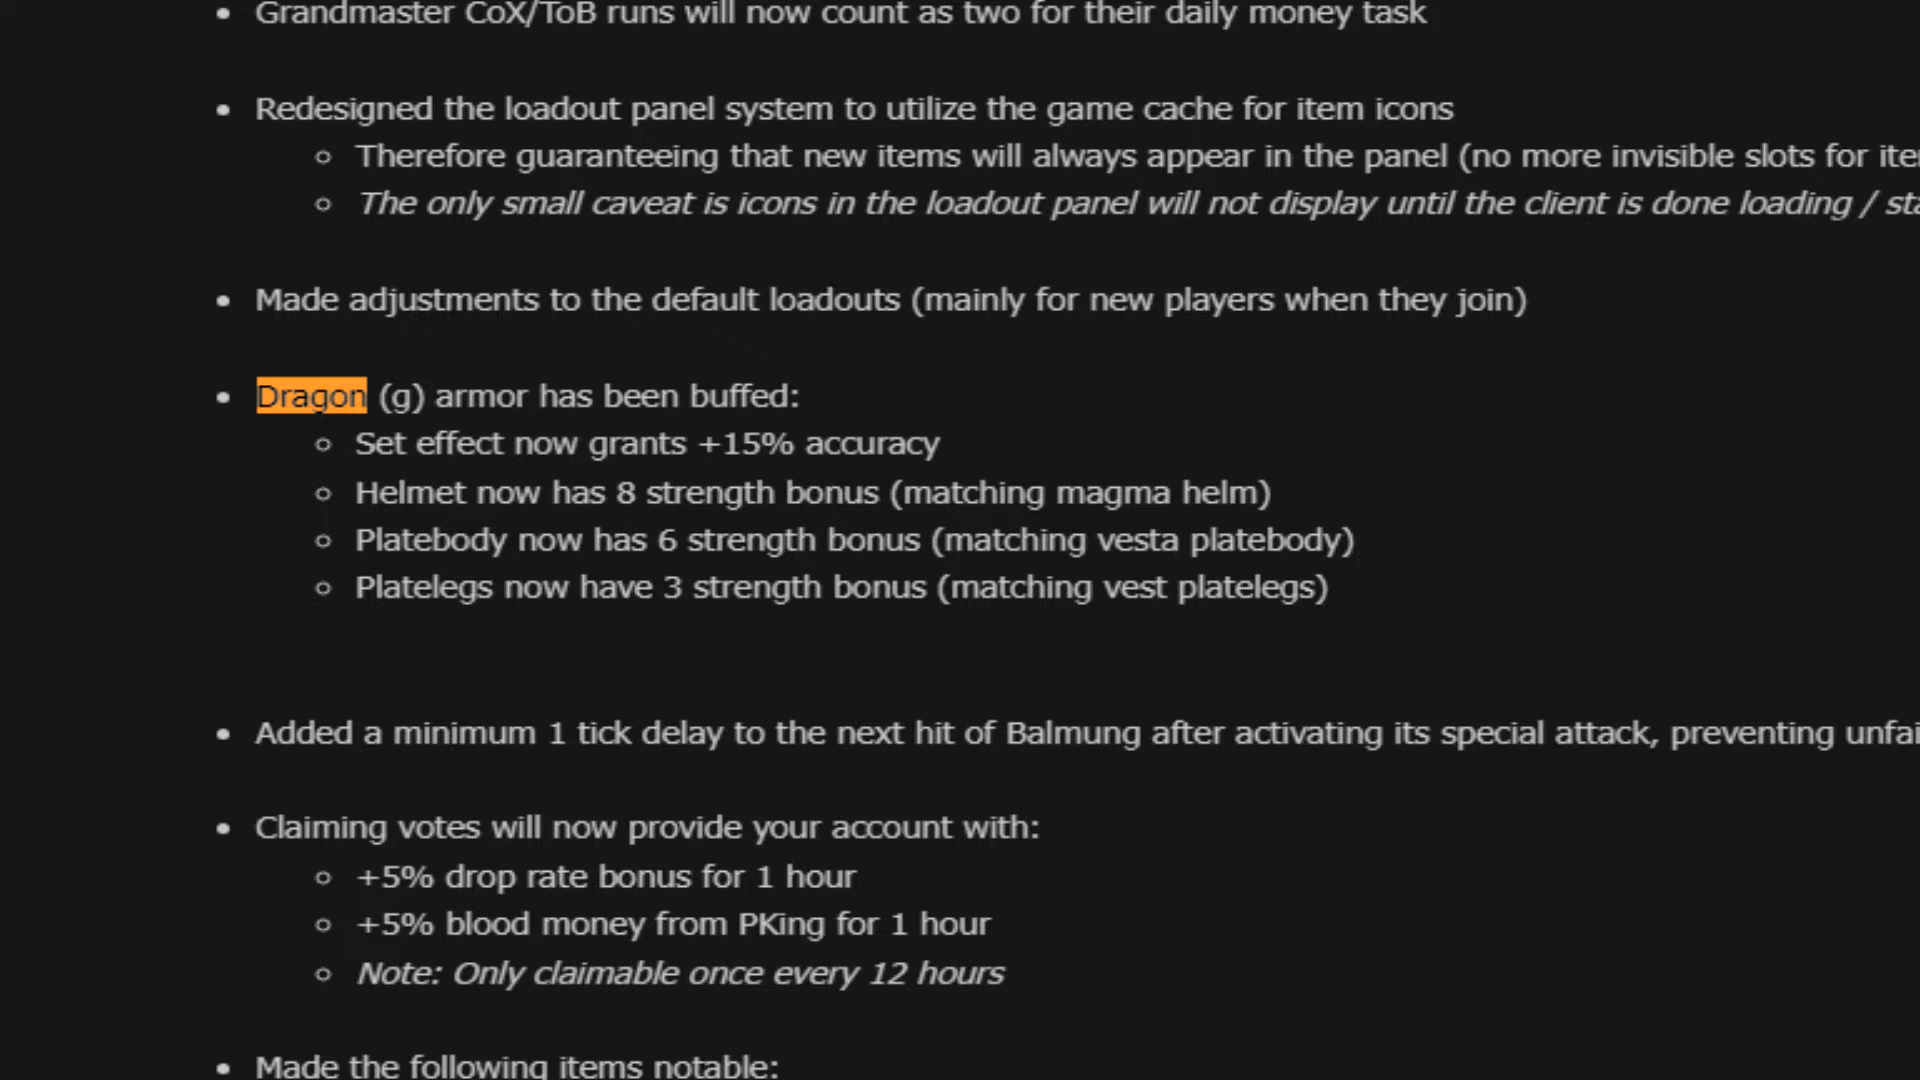 Grandmaster CoX/ToB runs will now count as two for their daily money task
Redesigned the loadout panel system to utilize the game cache for item icons
Therefore guaranteeing that new items will always appear in the panel (no more invisible slots for
The only small caveat is icons in the loadout panel will not display until the client is done loading /
Made adjustments to the default loadouts (mainly for new players when they join)
Dragon (g) armor has been buffed:
Set effect now grants +15% accuracy
Helmet now has 8 strength bonus (matching magma helm)
Platebody now has 6 strength bonus (matching vesta platebody)
Platelegs now have 3 strength bonus (matching vest platelegs)
Added a minimum 1 tick delay to the next hit of Balmung after activating its special attack, preventing
Claiming votes will now provide your account with:
+5% drop rate bonus for 1 hour
+5% blood money from PKing for 1 hour
Note: Only claimable once every 12 hours
Made the following items notable: